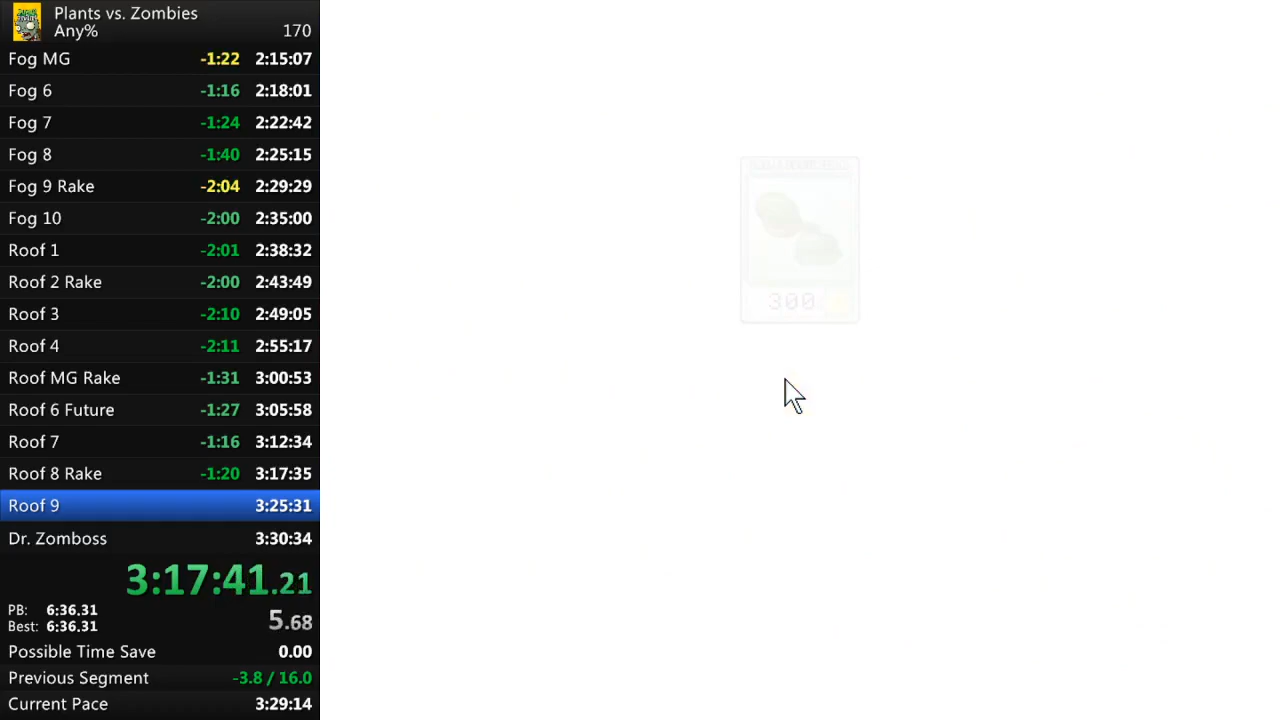 Plants vs. Zombies
Any% 170
Fog MG -1:22 2:15:07
Fog 6 -1:16 2:18:01
Fog 7 -1:24 2:22:42
Fog 8 -1:40 2:25:15
Fog 9 Rake -2:04 2:29:29
Fog 10 -2:00 2:35:00
Roof 1 -2:01 2:38:32
Roof 2 Rake -2:00 2:43:49
Roof 3 -2:10 2:49:05
Roof 4 -2:11 2:55:17
Roof MG Rake -1:31 3:00:53
Roof 6 Future -1:27 3:05:58
Roof 7 -1:16 3:12:34
Roof 8 Rake -1:20 3:17:35
Roof 9 3:25:31
Dr. Zomboss 3:30:34
3:17:41.21
PB: 6:36.31
Best: 6:36.31 5.68
Possible Time Save 0.00
Previous Segment -3.8 / 16.0
Current Pace 3:29:14
300